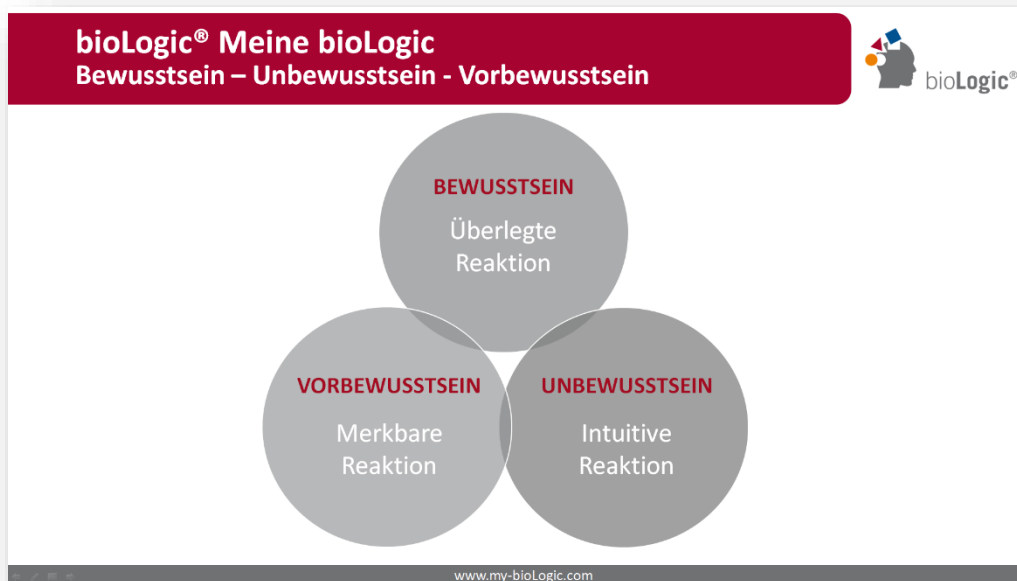 bioLogic® Meine bioLogic
Bewusstsein – Unbewusstsein - Vorbewusstsein
bioLogic®
BEWUSSTSEIN
Überlegte
Reaktion
VORBEWUSSTSEIN
Merkbare
Reaktion
UNBEWUSSTSEIN
Intuitive
Reaktion
www.my-bioLogic.com